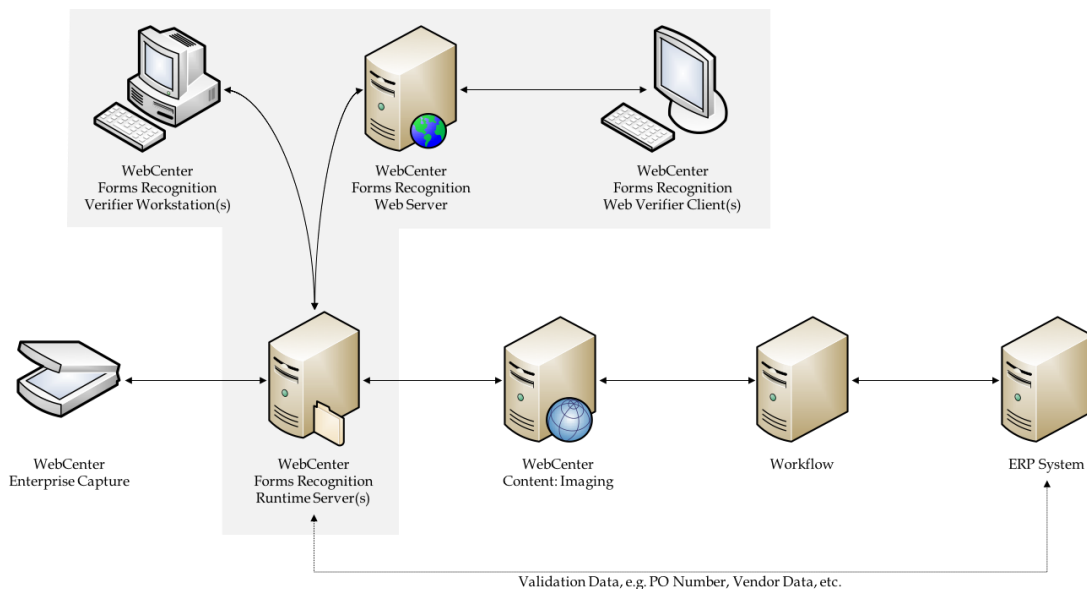 WebCenter
Forms Recognition
Verifier Workstation(s)
WebCenter
Forms Recognition
Web Server
WebCenter
Forms Recognition
Web Verifier Client(s)
WebCenter
Enterprise Capture
WebCenter
Forms Recognition
Runtime Server(s)
WebCenter
Content: Imaging
Workflow
ERP System
Validation Data, e.g. PO Number, Vendor Data, etc.